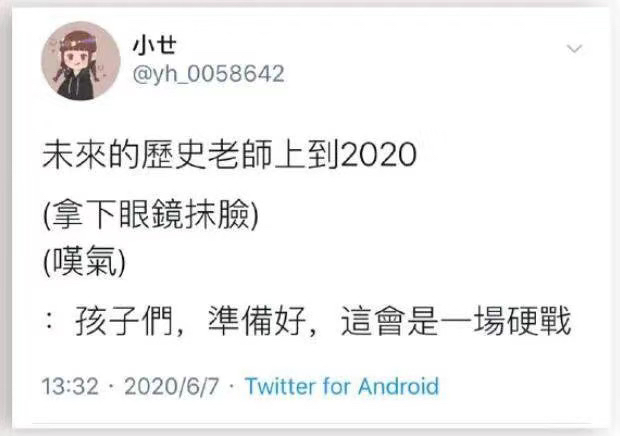 小せ
@yh_0058642
未來的歷史老師上到2020
(拿下眼鏡抹臉)
(嘆氣)
：孩子們，準備好，這會是一場硬戰
13:32 · 2020/6/7 · Twitter for Android